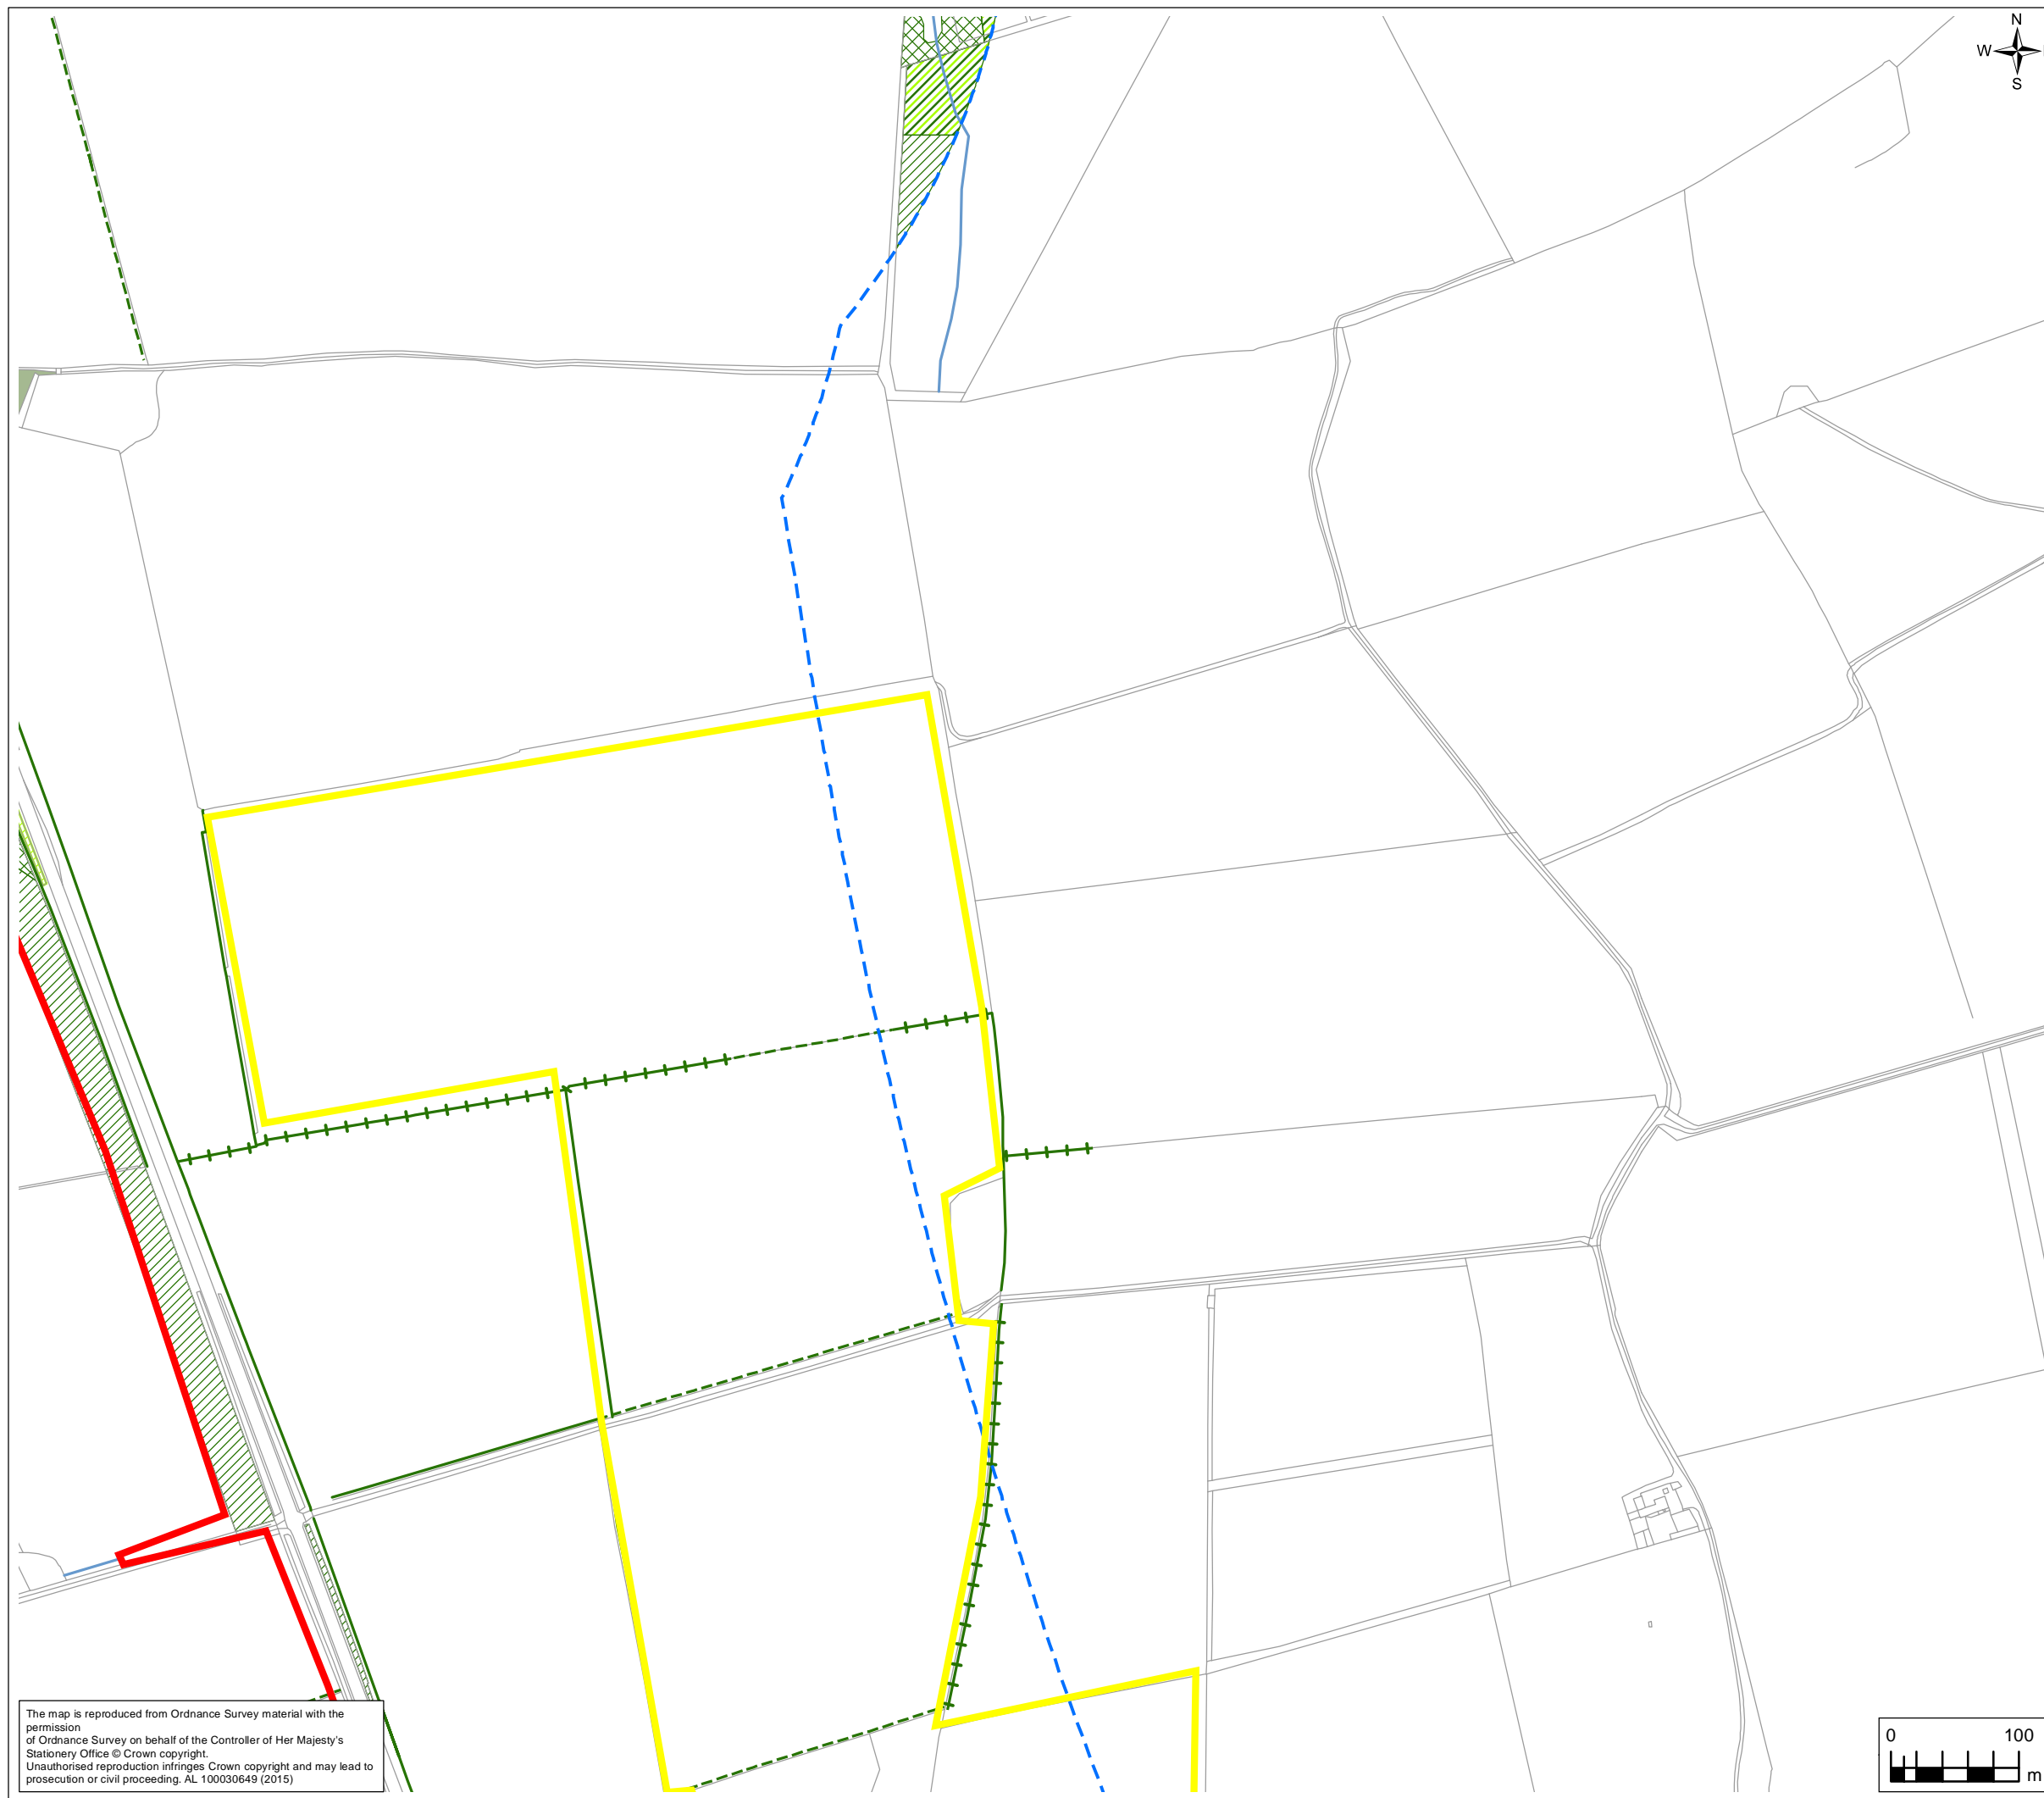 N
W
S
The map is reproduced from Ordnance Survey material with the
permission
of Ordnance Survey on behalf of the Controller of Her Majesty's
Stationery Office © Crown copyright.
Unauthorised reproduction infringes Crown copyright and may lead to
prosecution or civil proceeding. AL 100030649 (2015)
0 100
m